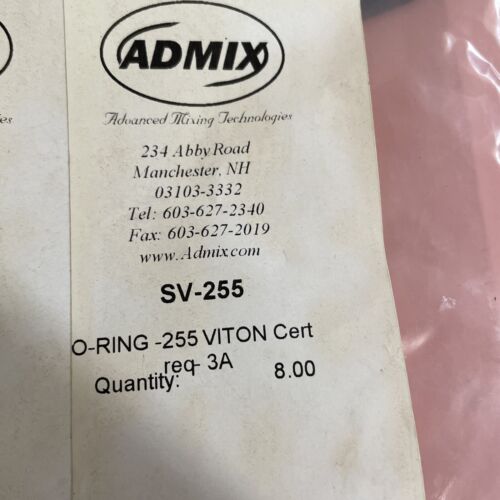 ADMIX
Advanced Mixing Technologies
234 Abby Road
Manchester, NH
03103-3332
Tel: 603-627-2340
Fax: 603-627-2019
www.Admix.com
SV-255
O-RING -255 VITON Cert
req- 3A
Quantity: 8.00